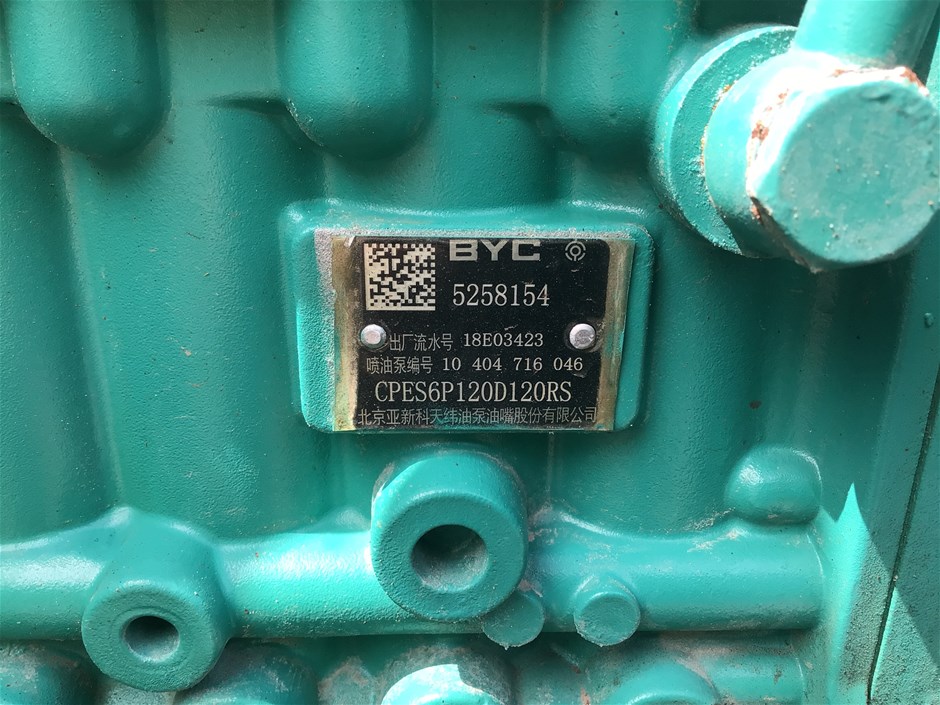 BYC
5258154
出厂流水号 18E03423
喷油泵编号 10 404 716 046
CPES6P120D120RS
北京亚新科天纬油泵油嘴股份有限公司